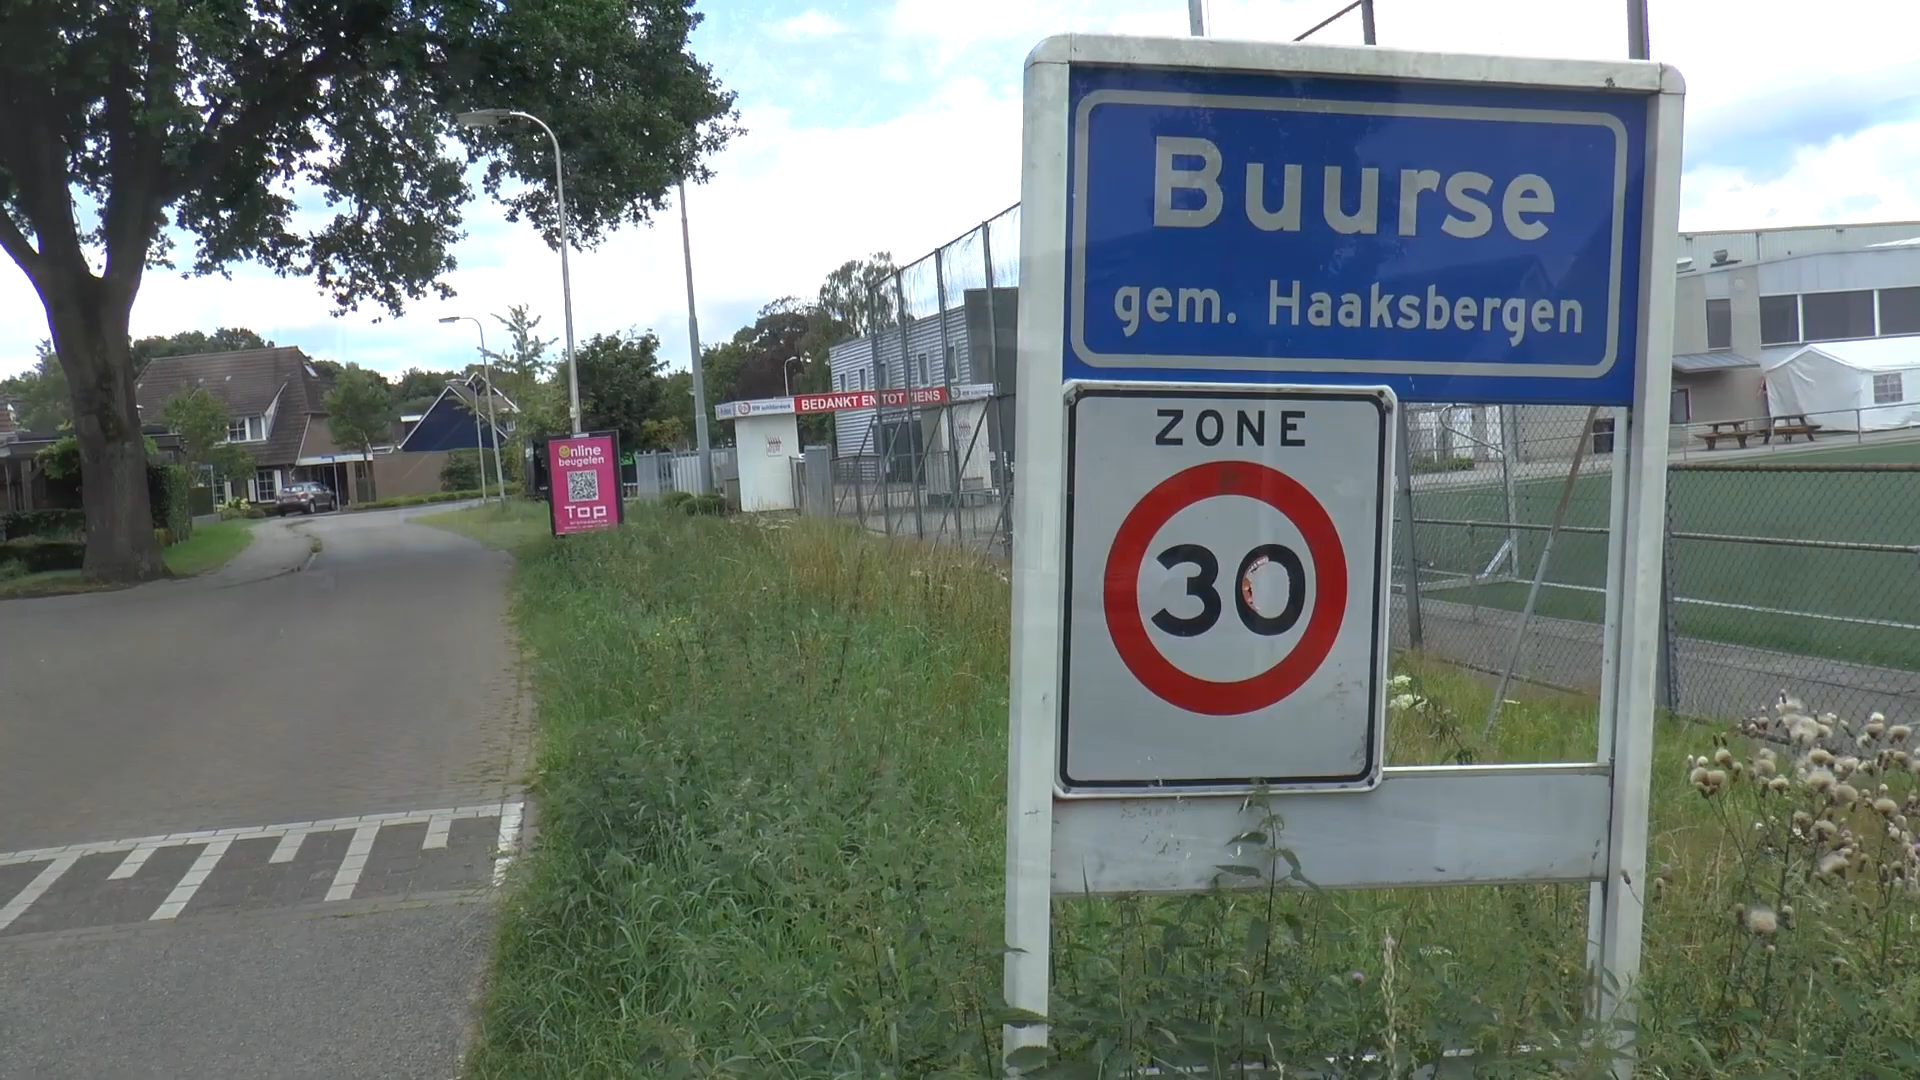 Buurse
gem. Haaksbergen
ZONE
30
BEDANKT EN TOT ZIENS
Online
beugelen
Top